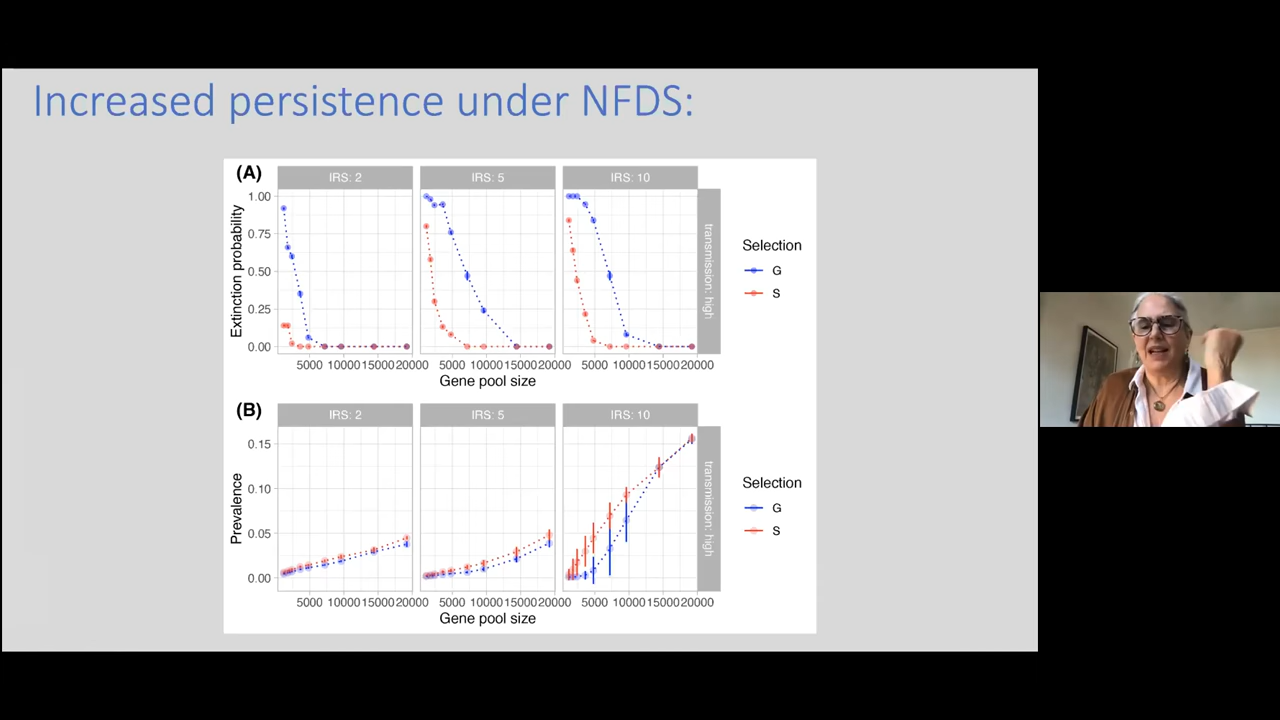 Increased persistence under NFDS:
(A)
IRS: 2 IRS: 5 IRS: 10
1.00
0.75
0.50
0.25
0.00
Extinction probability
transmission: high
5000 10000 15000 20000 5000 10000 15000 20000 5000 10000 15000 20000
Gene pool size
Selection
G
S
(B)
IRS: 2 IRS: 5 IRS: 10
0.15
0.10
0.05
0.00
Prevalence
transmission: high
5000 10000 15000 20000 5000 10000 15000 20000 5000 10000 15000 20000
Gene pool size
Selection
G
S